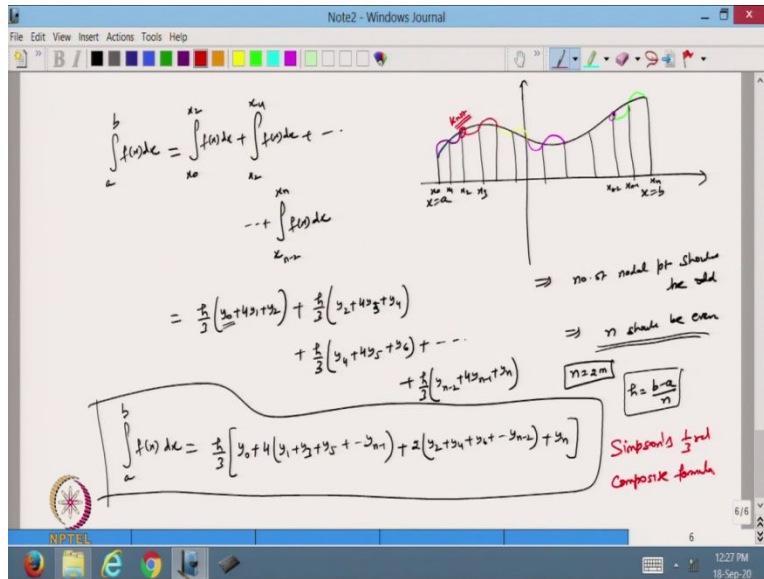 Note2 - Windows Journal
File Edit View Insert Actions Tools Help
B I
∫_a^b f(x)dx = ∫_{x0}^{x2} f(x)dx + ∫_{x2}^{x4} f(x)dx + ---
--+ ∫_{x_{n-2}}^{xn} f(x)dx
= h/3 (y0+4y1+y2) + h/3 (y2+4y3+y4)
+ h/3 (y4+4y5+y6) + ---
+ h/3 (y_{n-2}+4y_{n-1}+yn)
∫_a^b f(x) dx = h/3 [y0+4(y1+y3+y5+--y_{n-1})+2(y2+y4+y6+--y_{n-2})+yn]
x0 x1 x2 x3 x_{n-2} x_{n-1} xn
x=a x=b
⇒ no. of nodal pt should
be odd
⇒ n should be even
n=2m
h = b-a/n
Simpson's 1/3 rd
Composite formula
NPTEL
6/6
6
12:27 PM
18-Sep-20